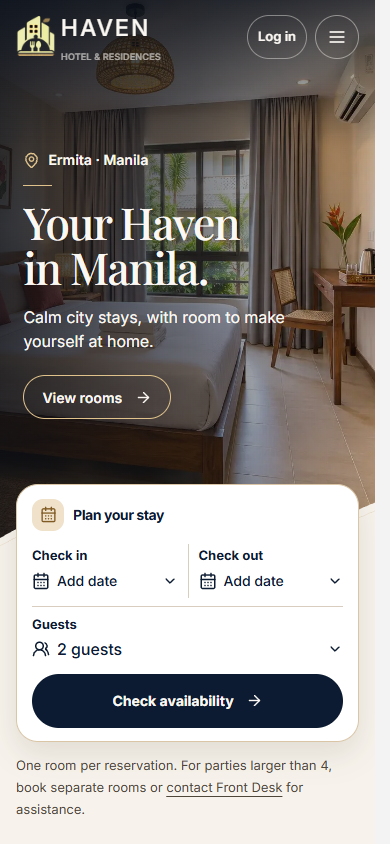 HAVEN
HOTEL & RESIDENCES
Log in
Ermita · Manila
Your Haven
in Manila.
Calm city stays, with room to make
yourself at home.
View rooms
Plan your stay
Check in
Check out
Add date
Add date
Guests
2 guests
Check availability
One room per reservation. For parties larger than 4,
book separate rooms or contact Front Desk for
assistance.